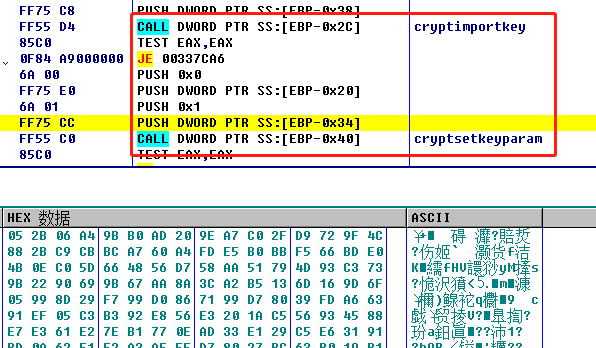 FF75 C8 PUSH DWORD PTR SS:[EBP-0x38]
FF55 D4 CALL DWORD PTR SS:[EBP-0x2C] cryptimportkey
85C0 TEST EAX,EAX
0F84 A9000000 JE 00337CA6
6A 00 PUSH 0x0
FF75 E0 PUSH DWORD PTR SS:[EBP-0x20]
6A 01 PUSH 0x1
FF75 CC PUSH DWORD PTR SS:[EBP-0x34]
FF55 C0 CALL DWORD PTR SS:[EBP-0x40] cryptsetkeyparam
85C0 TEST EAX,EAX
HEX 数据 ASCII
05 2B 06 A4 9B B0 AD 20 9E A7 C0 2F D9 72 9F 4C
88 2B C9 CB BC A7 60 A4 FD E5 B0 BB F5 66 BD E0
4B 0E C0 5D 66 48 56 D7 58 AA 51 79 4D 93 C3 73
9B 22 90 69 9B 67 AA 8A 3C A2 B5 13 6D 16 9D 6F
05 99 8D 29 F7 99 D0 86 71 99 D7 80 39 FD A6 63
91 EF 05 C3 B3 92 E8 56 E3 20 1A C5 56 93 45 88
E7 E3 61 E2 7E B1 77 0E AD 33 E1 29 C5 E6 31 91